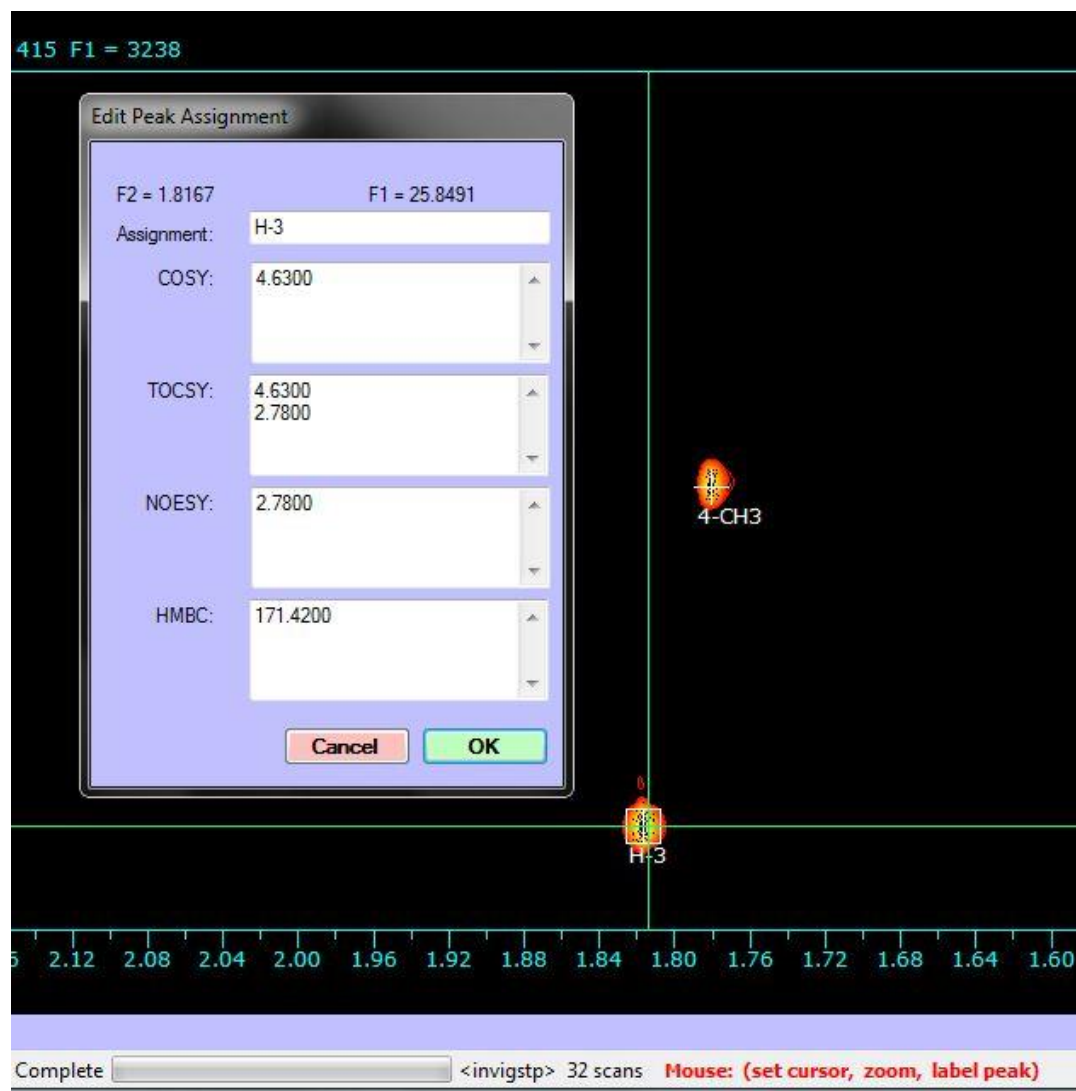 415 F1 = 3238
Edit Peak Assignment
F2 = 1.8167 F1 = 25.8491
Assignment: H-3
COSY: 4.6300
TOCSY: 4.6300
2.7800
NOESY: 2.7800
HMBC: 171.4200
Cancel OK
4-CH3
H-3
2.12 2.08 2.04 2.00 1.96 1.92 1.88 1.84 1.80 1.76 1.72 1.68 1.64 1.60
Complete <invigstp> 32 scans Mouse: (set cursor, zoom, label peak)